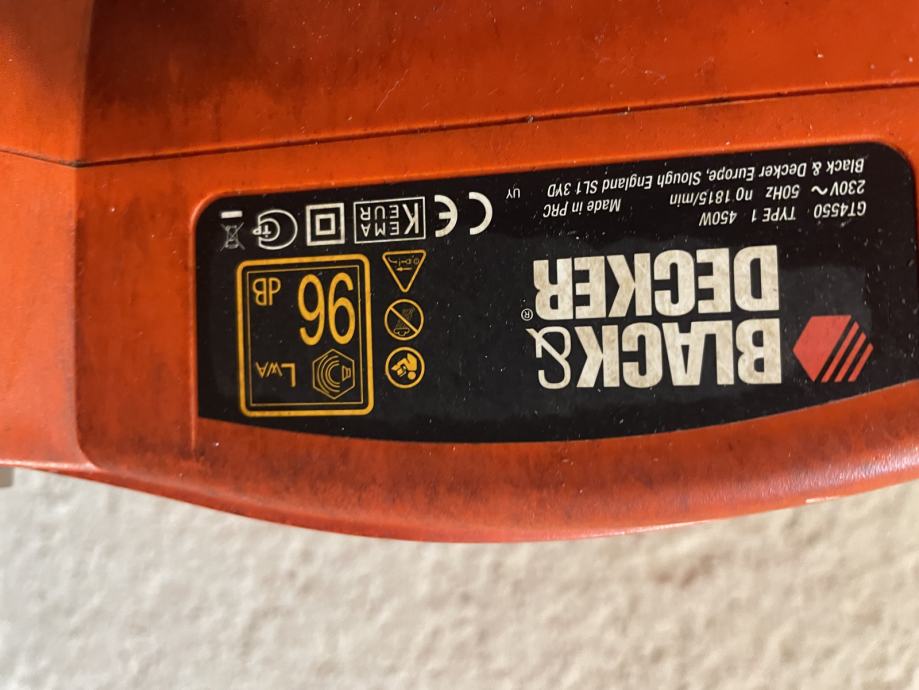 BLACK&
DECKER®
GT4550 TYPE 1 450W
230V ~ 50Hz n0 1815/min
Black & Decker Europe, Slough England SL1 3YD
Made in PRC
UY
LWA
96 dB
CE
KEMA
KEUR